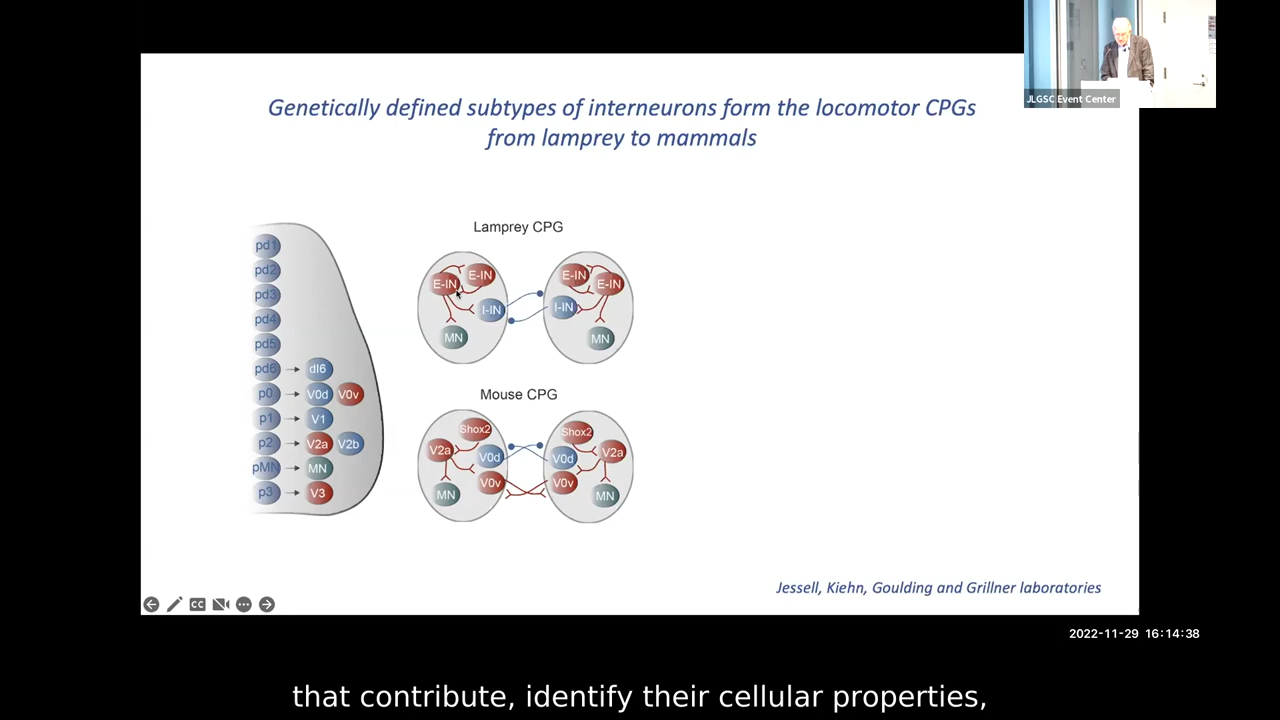 JLGSC Event Center
Genetically defined subtypes of interneurons form the locomotor CPGs
from lamprey to mammals
pd1
pd2
pd3
pd4
pd5
pd6 dI6
p0 V0d V0v
p1 V1
p2 V2a V2b
pMN MN
p3 V3
Lamprey CPG
E-IN E-IN E-IN E-IN
I-IN I-IN
MN MN
Mouse CPG
Shox2 Shox2
V2a V0d V0d V2a
V0v V0v
MN MN
Jessell, Kiehn, Goulding and Grillner laboratories
CC
2022-11-29 16:14:38
that contribute, identify their cellular properties,